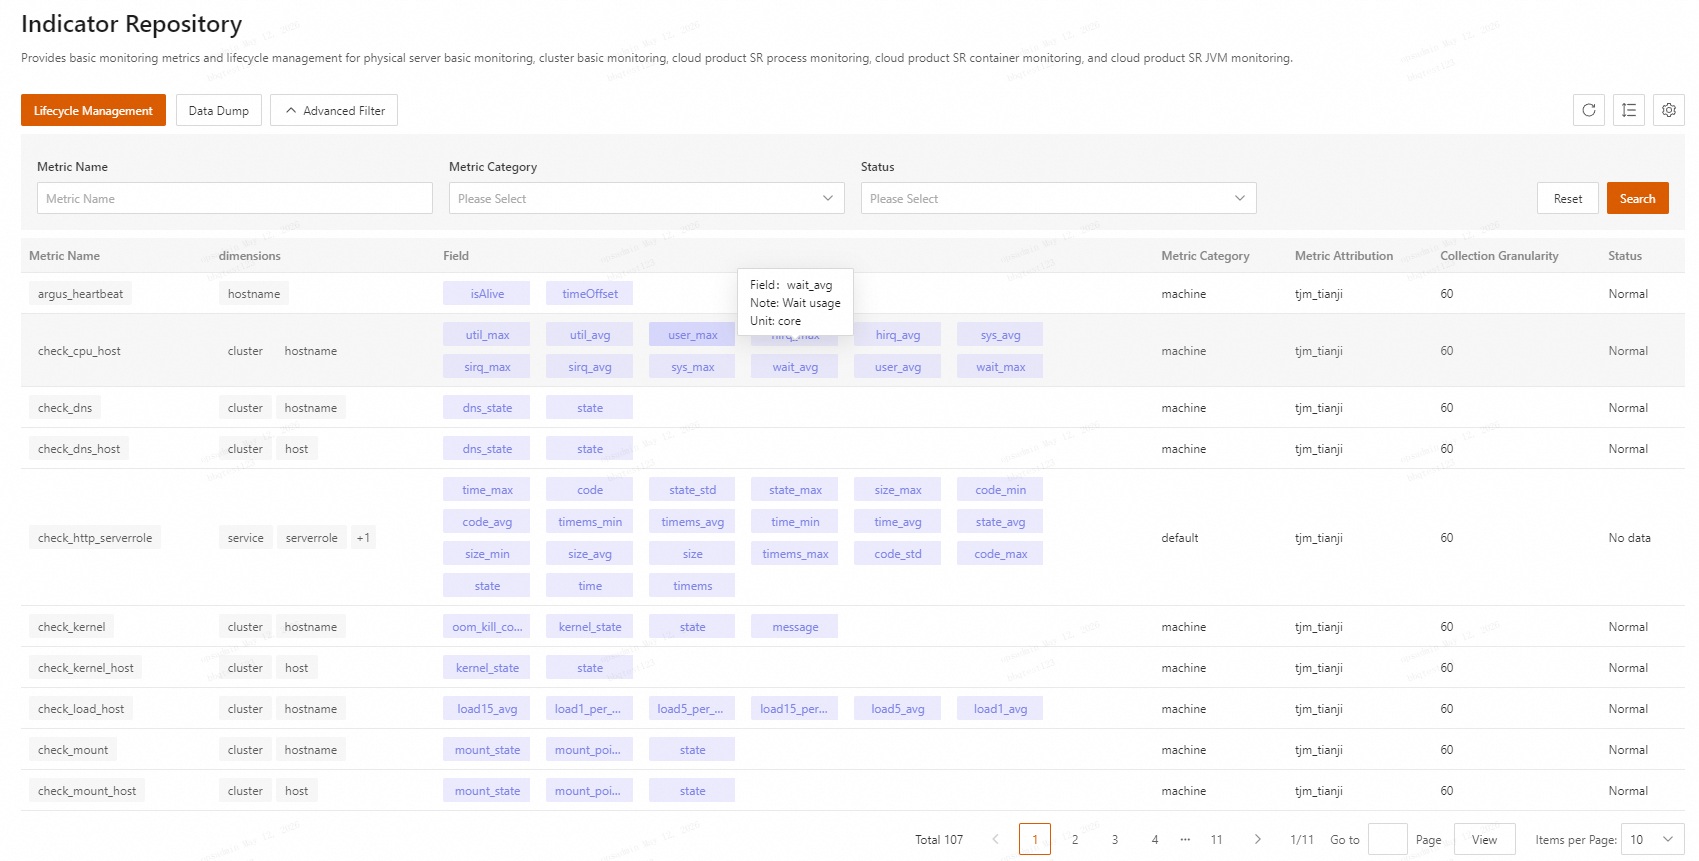 Indicator Repository
Provides basic monitoring metrics and lifecycle management for physical server basic monitoring, cluster basic monitoring, cloud product SR process monitoring, cloud product SR container monitoring, and cloud product SR JVM monitoring.
Lifecycle Management Data Dump Advanced Filter
Metric Name Metric Category Status
Metric Name Please Select Please Select Reset Search
Metric Name dimensions Field Metric Category Metric Attribution Collection Granularity Status
Field: wait_avg
Note: Wait usage
Unit: core
argus_heartbeat hostname isAlive timeOffset machine tjm_tianji 60 Normal
util_max util_avg user_max hirq_max hirq_avg sys_avg
check_cpu_host cluster hostname machine tjm_tianji 60 Normal
sirq_max sirq_avg sys_max wait_avg user_avg wait_max
check_dns cluster hostname dns_state state machine tjm_tianji 60 Normal
check_dns_host cluster host dns_state state machine tjm_tianji 60 Normal
time_max code state_std state_max size_max code_min
code_avg timems_min timems_avg time_min time_avg state_avg
check_http_serverrole service serverrole +1 default tjm_tianji 60 No data
size_min size_avg size timems_max code_std code_max
state time timems
check_kernel cluster hostname oom_kill_co... kernel_state state message machine tjm_tianji 60 Normal
check_kernel_host cluster host kernel_state state machine tjm_tianji 60 Normal
check_load_host cluster hostname load15_avg load1_per_... load5_per_... load15_per... load5_avg load1_avg machine tjm_tianji 60 Normal
check_mount cluster hostname mount_state mount_poi... state machine tjm_tianji 60 Normal
check_mount_host cluster host mount_state mount_poi... state machine tjm_tianji 60 Normal
Total 107 1 2 3 4 ··· 11 1/11 Go to Page View Items per Page: 10